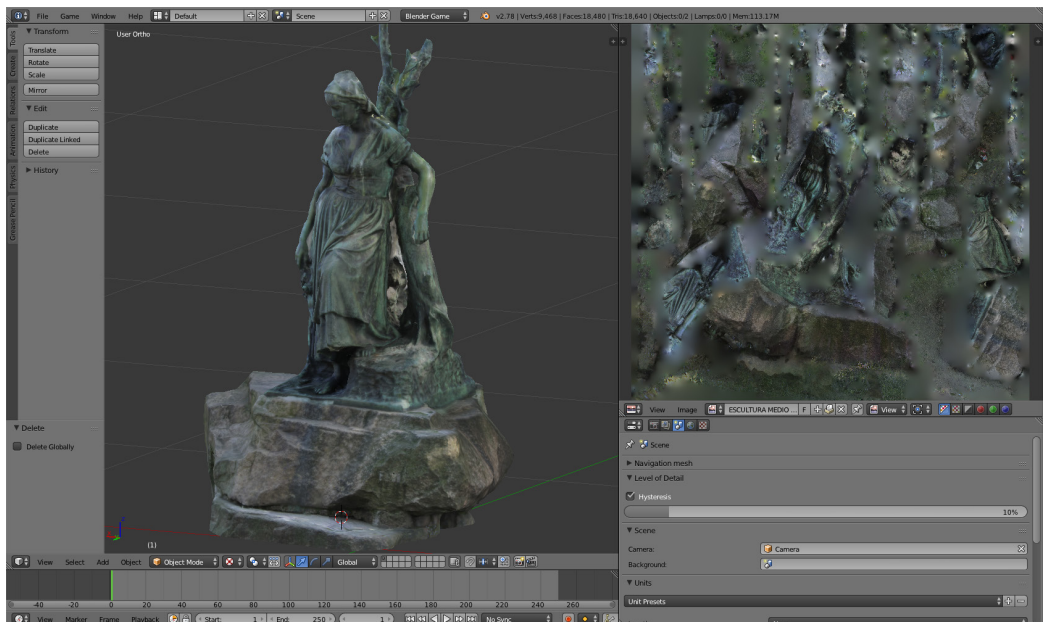 File Game Window Help Default Scene Blender Game v2.78 | Verts:9,468 | Faces:18,480 | Tris:18,640 | Objects:0/2 | Lamps:0/0 | Mem:113.17M
Tools
Create
Relations
Animation
Physics
Grease Pencil
Transform
Translate
Rotate
Scale
Mirror
Edit
Duplicate
Duplicate Linked
Delete
History
Delete
Delete Globally
User Ortho
(1)
View Select Add Object Object Mode Global
-40 -20 0 20 40 60 80 100 120 140 160 180 200 220 240 260
View Marker Frame Playback Start: 1 End: 250 1 No Sync
View Image ESCULTURA MEDIO ... F View
Scene
Navigation mesh
Level of Detail
Hysteresis
10%
Scene
Camera: Camera
Background:
Units
Unit Presets